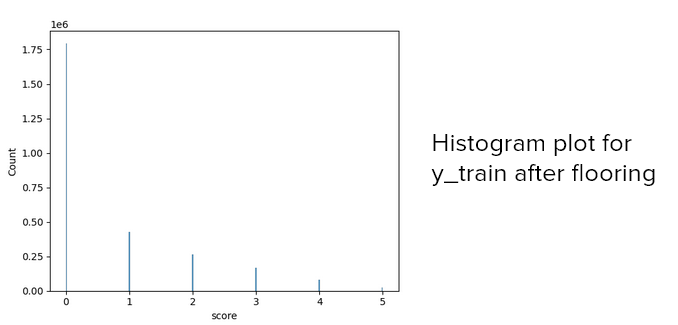 1e6
1.75
1.50
1.25
1.00
0.75
0.50
0.25
0.00
Count
0 1 2 3 4 5
score
Histogram plot for
y_train after flooring